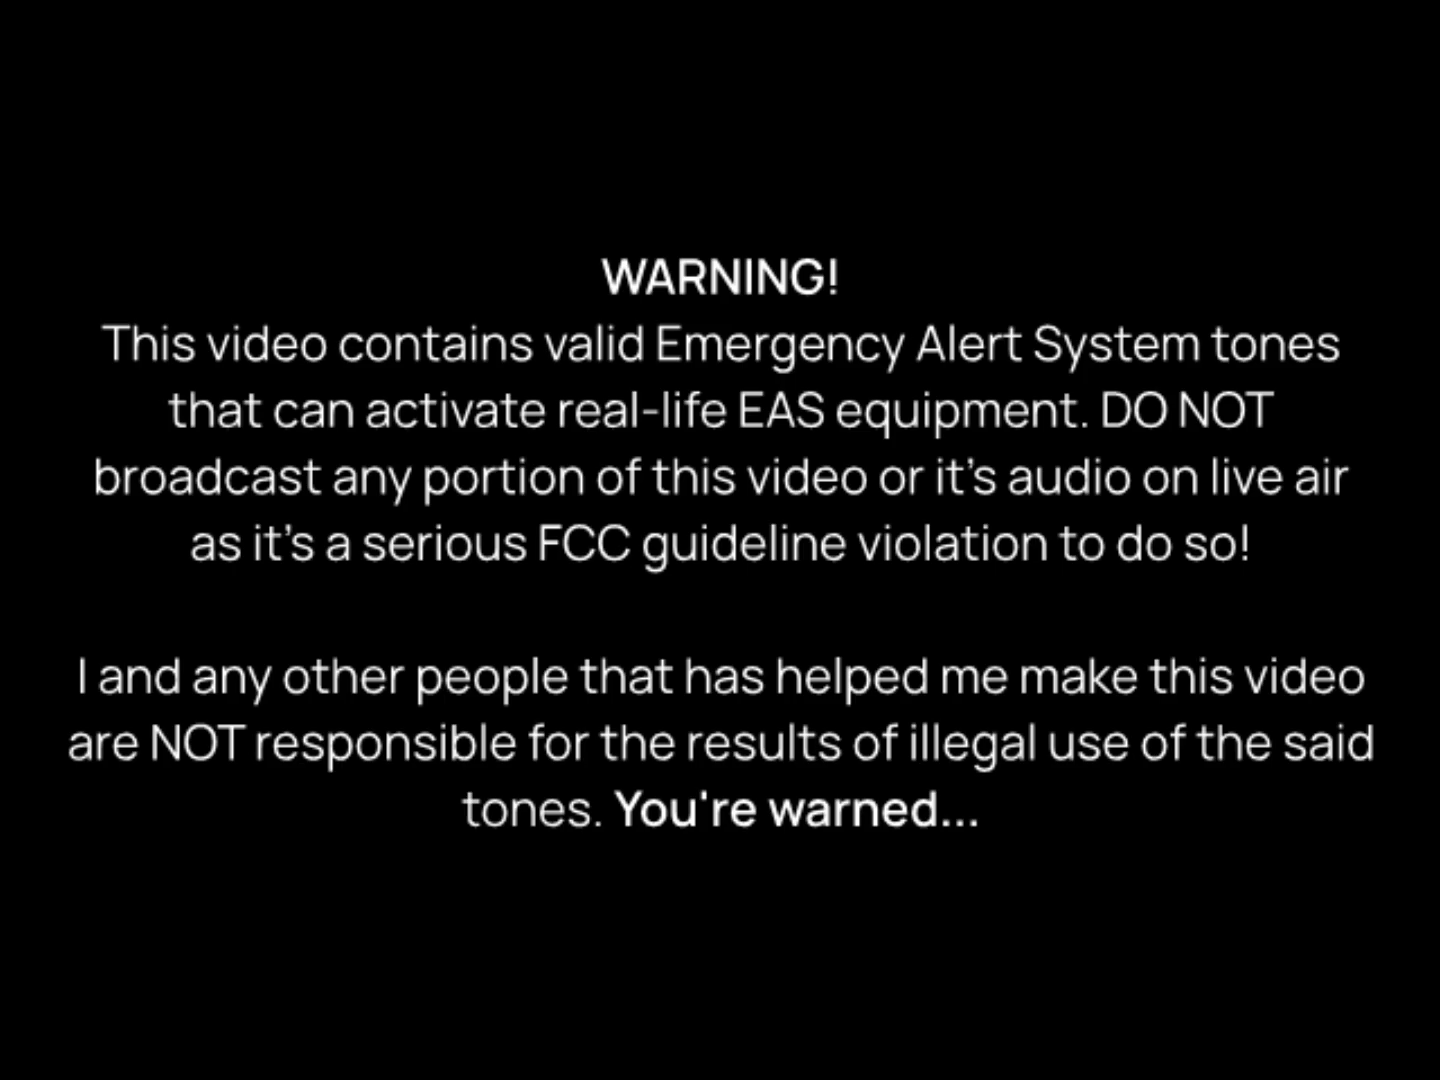 WARNING!
This video contains valid Emergency Alert System tones
that can activate real-life EAS equipment. DO NOT
broadcast any portion of this video or it's audio on live air
as it's a serious FCC guideline violation to do so!
I and any other people that has helped me make this video
are NOT responsible for the results of illegal use of the said
tones. You're warned...